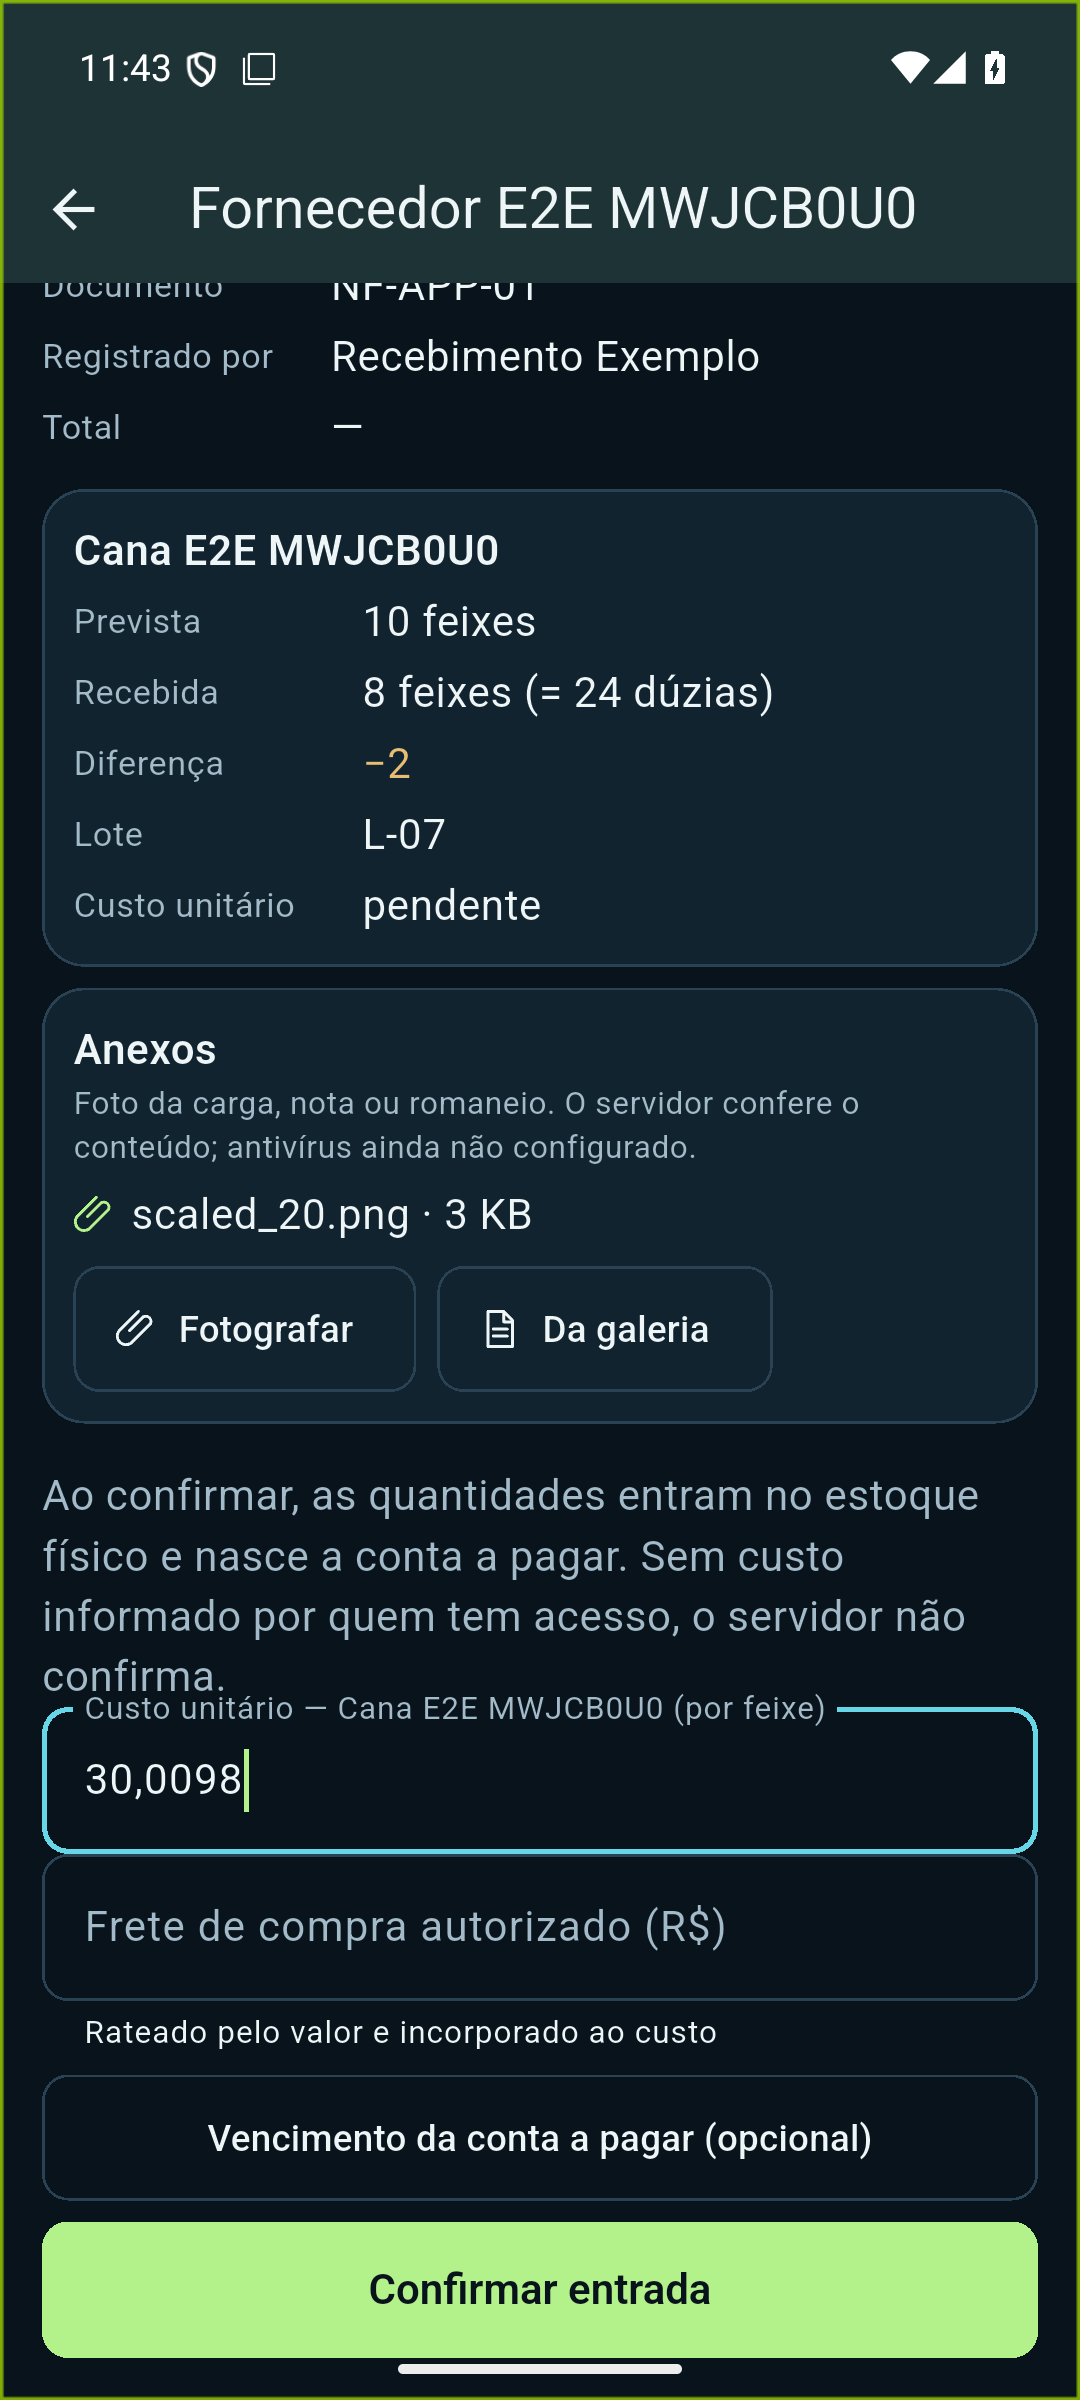 11:43
Fornecedor E2E MWJCB0U0
Documento NF-APP-01
Registrado por Recebimento Exemplo
Total —
Cana E2E MWJCB0U0
Prevista 10 feixes
Recebida 8 feixes (= 24 dúzias)
Diferença −2
Lote L-07
Custo unitário pendente
Anexos
Foto da carga, nota ou romaneio. O servidor confere o
conteúdo; antivírus ainda não configurado.
scaled_20.png · 3 KB
Fotografar Da galeria
Ao confirmar, as quantidades entram no estoque
físico e nasce a conta a pagar. Sem custo
informado por quem tem acesso, o servidor não
confirma.
Custo unitário — Cana E2E MWJCB0U0 (por feixe)
30,0098
Frete de compra autorizado (R$)
Rateado pelo valor e incorporado ao custo
Vencimento da conta a pagar (opcional)
Confirmar entrada